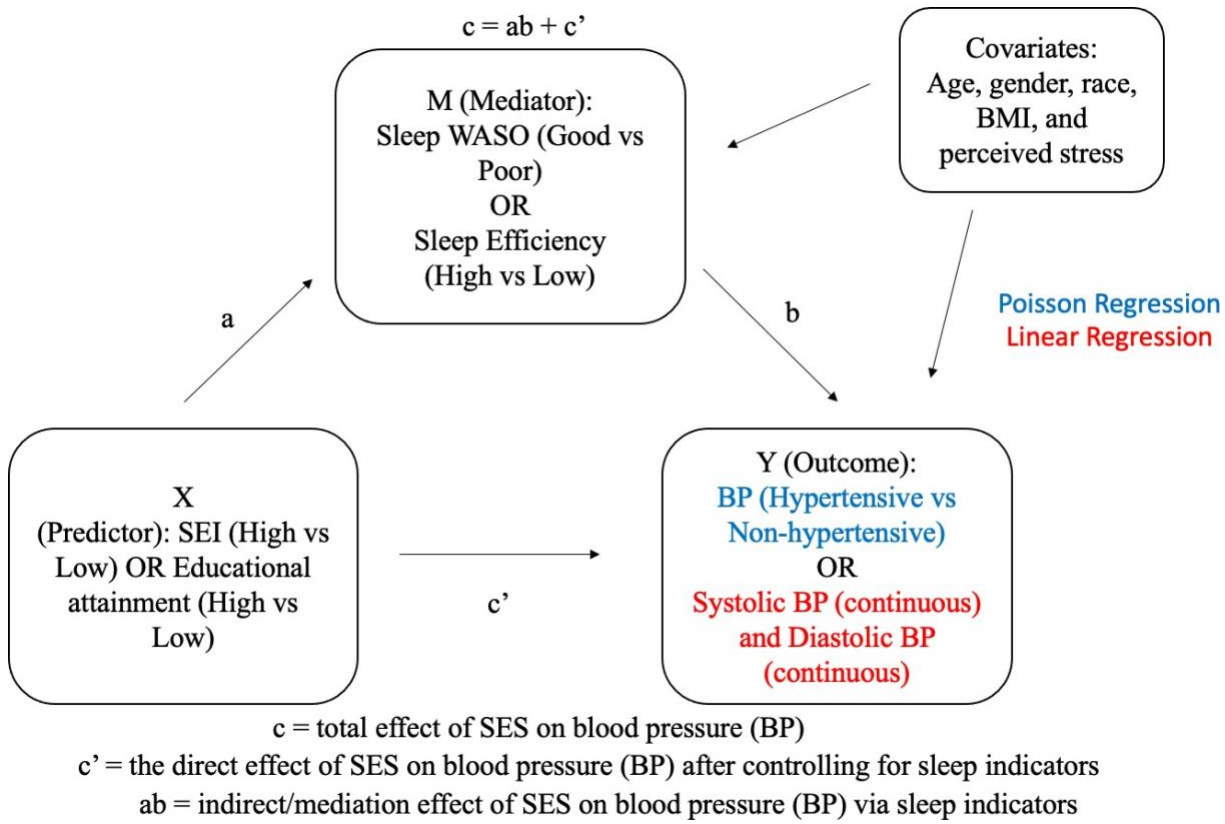 c = ab + c’
M (Mediator):
Sleep WASO (Good vs
Poor)
OR
Sleep Efficiency
(High vs Low)
Covariates:
Age, gender, race,
BMI, and
perceived stress
a
b
Poisson Regression
Linear Regression
X
(Predictor): SEI (High vs
Low) OR Educational
attainment (High vs
Low)
c’
Y (Outcome):
BP (Hypertensive vs
Non-hypertensive)
OR
Systolic BP (continuous)
and Diastolic BP
(continuous)
c = total effect of SES on blood pressure (BP)
c’ = the direct effect of SES on blood pressure (BP) after controlling for sleep indicators
ab = indirect/mediation effect of SES on blood pressure (BP) via sleep indicators